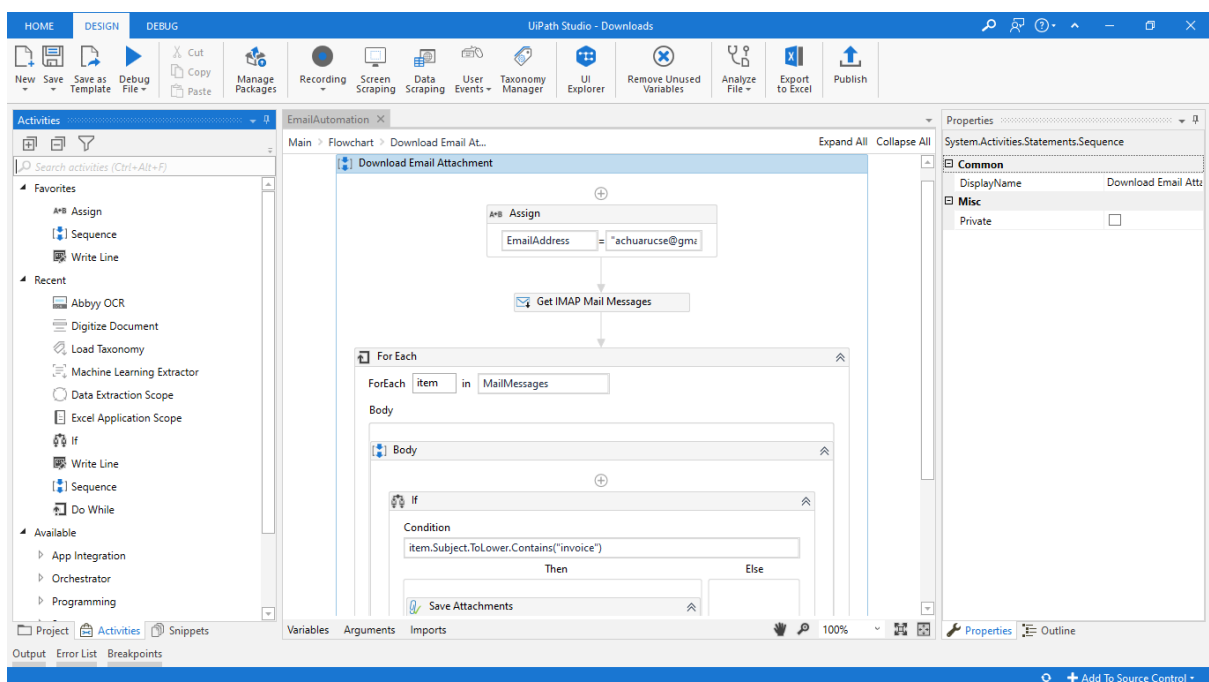 HOME DESIGN DEBUG UiPath Studio - Downloads
New Save Save as Template Debug File Cut Copy Paste Manage Packages Recording Screen Scraping Data Scraping User Events Taxonomy Manager UI Explorer Remove Unused Variables Analyze File Export to Excel Publish
Activities
Search activities (Ctrl+Alt+F)
Favorites
A*B Assign
Sequence
Write Line
Recent
Abbyy OCR
Digitize Document
Load Taxonomy
Machine Learning Extractor
Data Extraction Scope
Excel Application Scope
If
Write Line
Sequence
Do While
Available
App Integration
Orchestrator
Programming
Project Activities Snippets
EmailAutomation
Main > Flowchart > Download Email At... Expand All Collapse All
Download Email Attachment
A*B Assign
EmailAddress = "achuarucse@gma
Get IMAP Mail Messages
For Each
ForEach item in MailMessages
Body
Body
If
Condition
item.Subject.ToLower.Contains("invoice")
Then Else
Save Attachments
Variables Arguments Imports 100%
Properties
System.Activities.Statements.Sequence
Common
DisplayName Download Email Atta
Misc
Private
Properties Outline
Output Error List Breakpoints
Add To Source Control